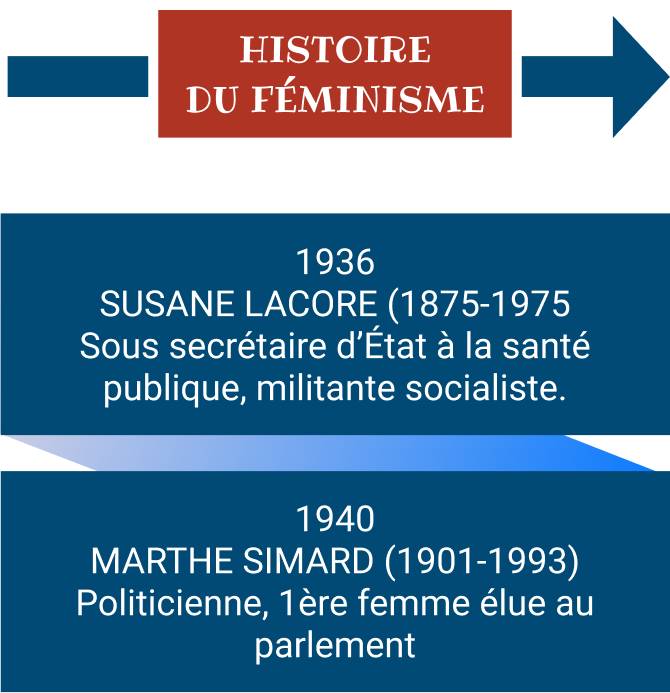 HISTOIRE
DU FÉMINISME
1936
SUSANE LACORE (1875-1975
Sous secrétaire d’État à la santé
publique, militante socialiste.
1940
MARTHE SIMARD (1901-1993)
Politicienne, 1ère femme élue au
parlement